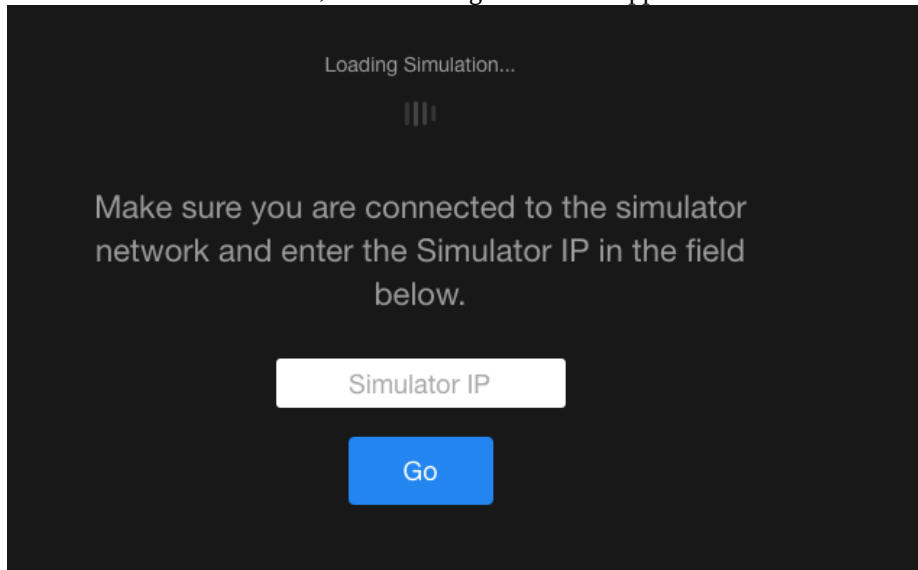 Loading Simulation...
Make sure you are connected to the simulator
network and enter the Simulator IP in the field
below.
Simulator IP
Go